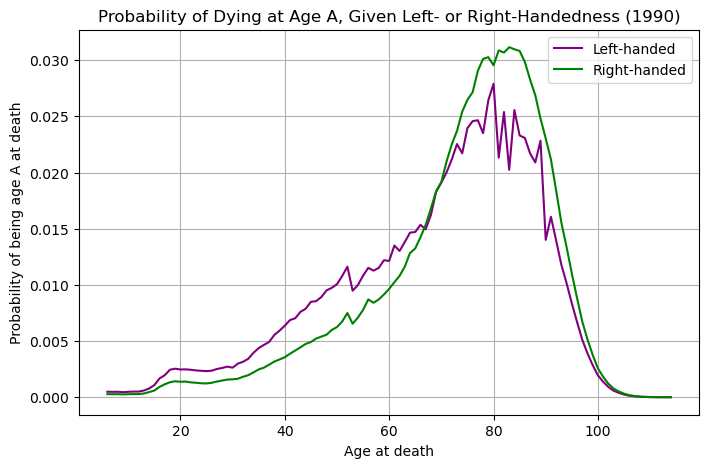 Probability of Dying at Age A, Given Left- or Right-Handedness (1990)
Left-handed
Right-handed
Probability of being age A at death
0.030
0.025
0.020
0.015
0.010
0.005
0.000
20
40
60
80
100
Age at death